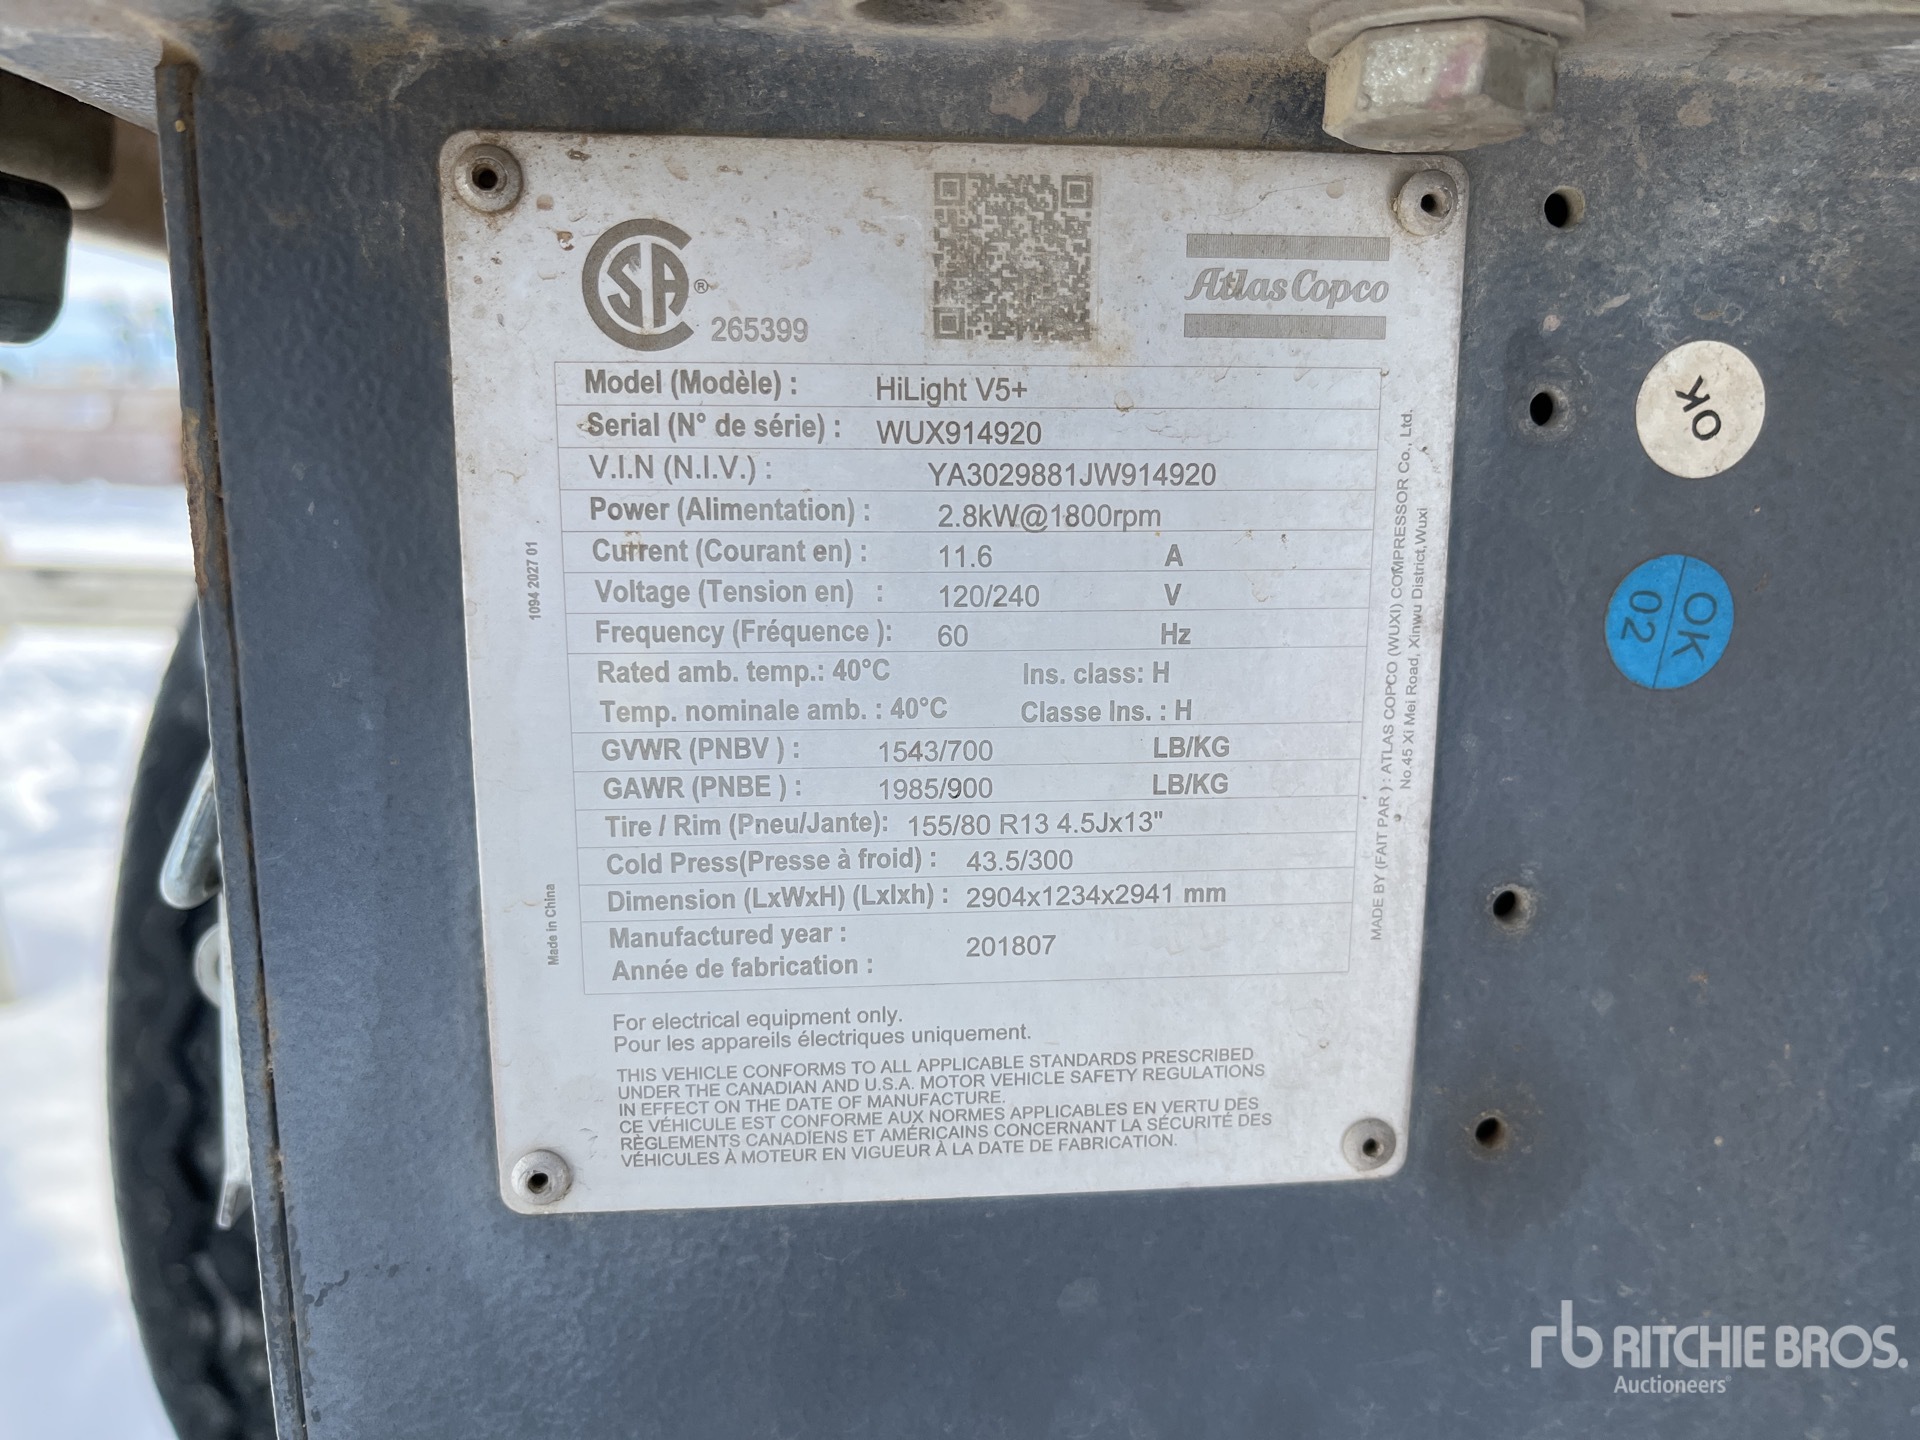 CSA® 265399
Atlas Copco
Model (Modèle) : HiLight V5+
Serial (N° de série) : WUX914920
V.I.N (N.I.V.) : YA3029881JW914920
Power (Alimentation) : 2.8kW@1800rpm
Current (Courant en) : 11.6 A
Voltage (Tension en) : 120/240 V
Frequency (Fréquence ): 60 Hz
Rated amb. temp.: 40°C Ins. class: H
Temp. nominale amb. : 40°C Classe Ins. : H
GVWR (PNBV ) : 1543/700 LB/KG
GAWR (PNBE ) : 1985/900 LB/KG
Tire / Rim (Pneu/Jante): 155/80 R13 4.5Jx13"
Cold Press(Presse à froid) : 43.5/300
Dimension (LxWxH) (Lxlxh) : 2904x1234x2941 mm
Manufactured year :
Année de fabrication : 201807
For electrical equipment only.
Pour les appareils électriques uniquement.
THIS VEHICLE CONFORMS TO ALL APPLICABLE STANDARDS PRESCRIBED
UNDER THE CANADIAN AND U.S.A. MOTOR VEHICLE SAFETY REGULATIONS
IN EFFECT ON THE DATE OF MANUFACTURE.
CE VÉHICULE EST CONFORME AUX NORMES APPLICABLES EN VERTU DES
RÈGLEMENTS CANADIENS ET AMÉRICAINS CONCERNANT LA SÉCURITÉ DES
VÉHICULES À MOTEUR EN VIGUEUR À LA DATE DE FABRICATION.
1094 2027 01
Made in China
MADE BY (FAIT PAR ) : ATLAS COPCO (WUXI) COMPRESSOR Co., Ltd.
No.45 Xi Mei Road, Xinwu District,Wuxi
OK
OK
02
rb RITCHIE BROS.
Auctioneers